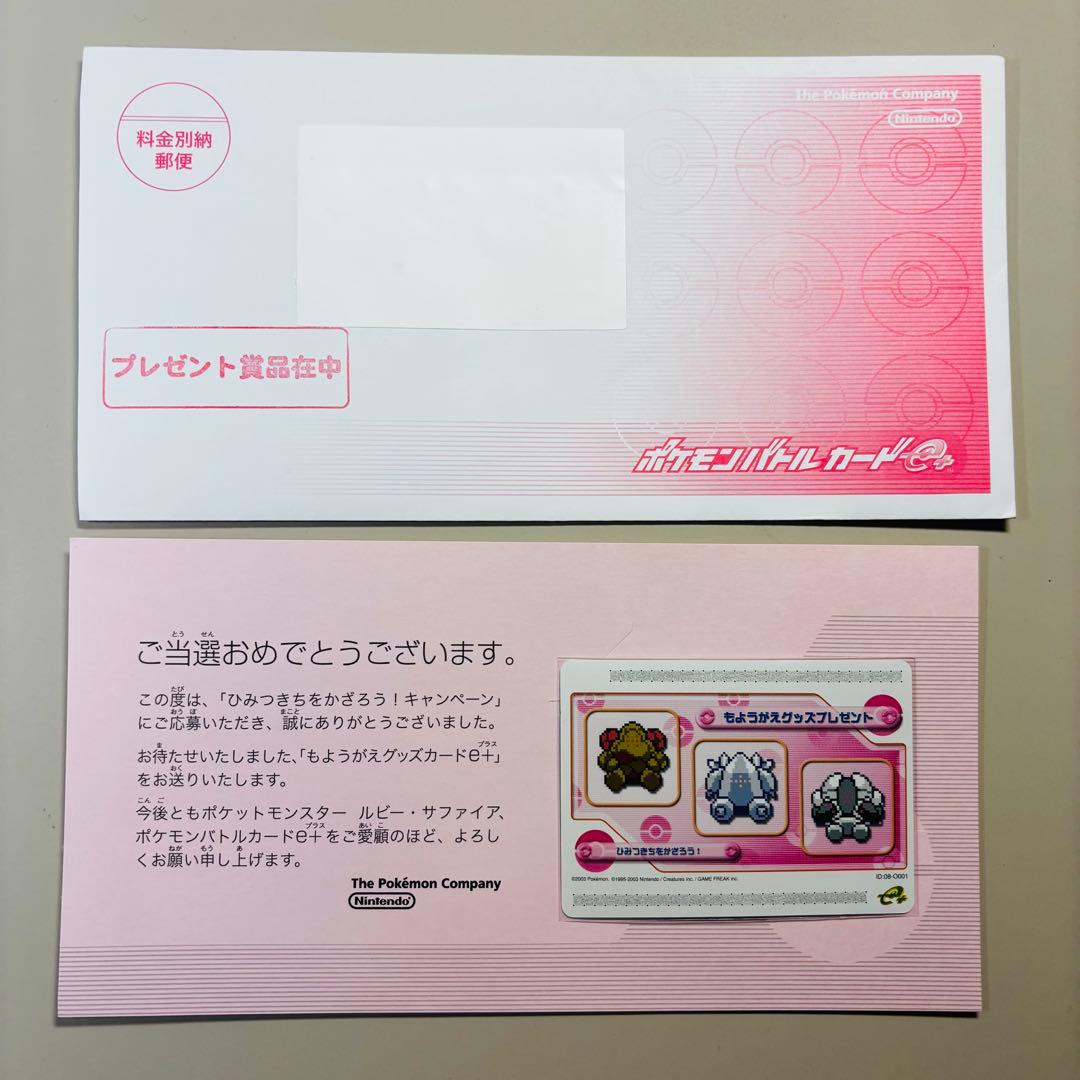 The Pokémon Company
Nintendo
料金別納
郵便
プレゼント賞品在中
ポケモンバトルカードe+
ご当選おめでとうございます。
この度は、「ひみつきちをかざろう！キャンペーン」
にご応募いただき、誠にありがとうございました。
お待たせいたしました、「もようがえグッズカードe+」
をお送りいたします。
今後ともポケットモンスター ルビー・サファイア、
ポケモンバトルカードe+をご愛顧のほど、よろし
くお願い申し上げます。
The Pokémon Company
Nintendo
もようがえグッズプレゼント
ひみつきちをかざろう！
©2003 Pokémon. ©1995-2003 Nintendo / Creatures inc. / GAME FREAK inc.
ID:08-O001
e+